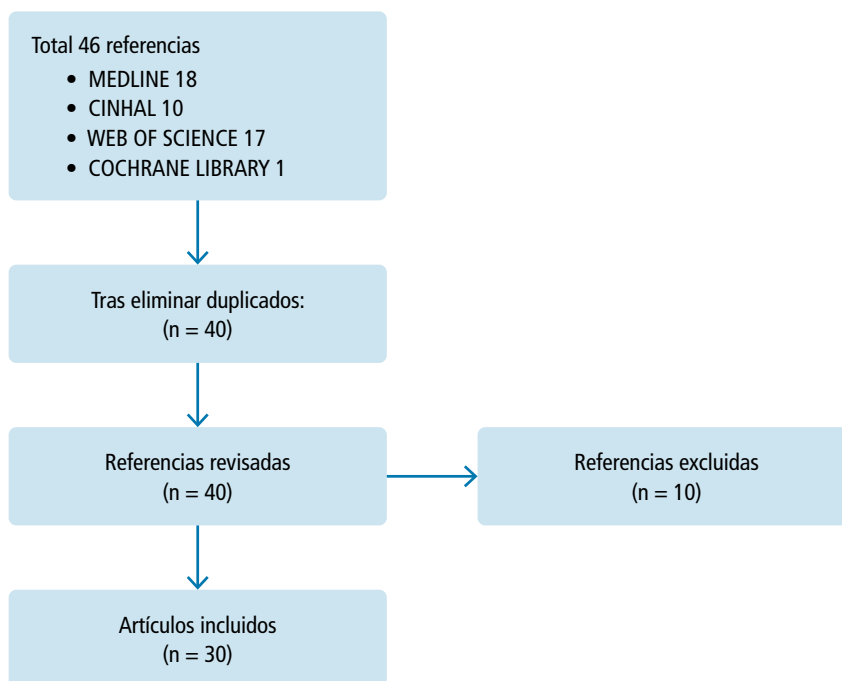 Total 46 referencias
• MEDLINE 18
• CINHAL 10
• WEB OF SCIENCE 17
• COCHRANE LIBRARY 1
Tras eliminar duplicados:
(n = 40)
Referencias revisadas
(n = 40)
Referencias excluidas
(n = 10)
Artículos incluidos
(n = 30)